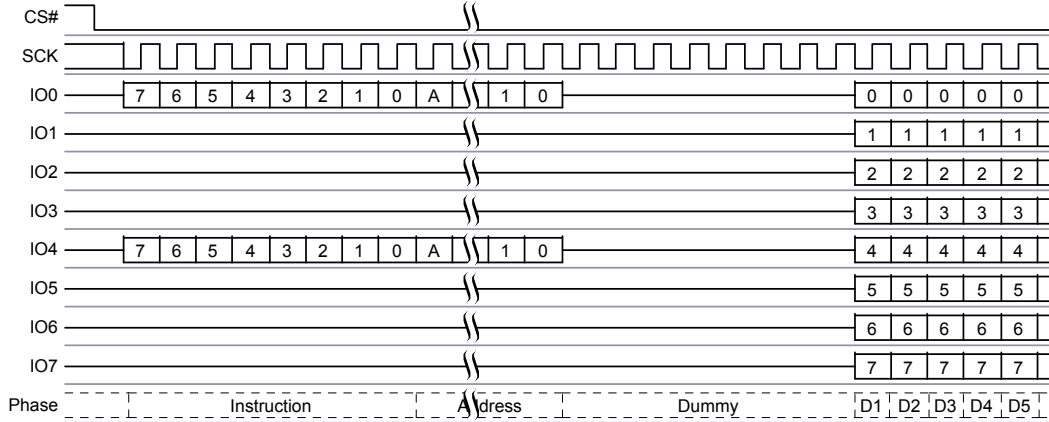 CS#
SCK
IO0 7 6 5 4 3 2 1 0 A 1 0 0 0 0 0 0
IO1 1 1 1 1 1
IO2 2 2 2 2 2
IO3 3 3 3 3 3
IO4 7 6 5 4 3 2 1 0 A 1 0 4 4 4 4 4
IO5 5 5 5 5 5
IO6 6 6 6 6 6
IO7 7 7 7 7 7
Phase Instruction Address Dummy D1 D2 D3 D4 D5